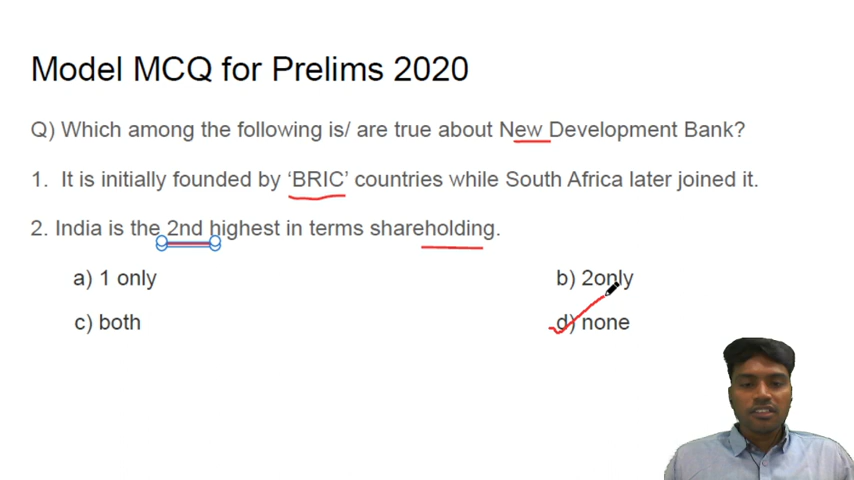 Model MCQ for Prelims 2020
Q) Which among the following is/ are true about New Development Bank?
1. It is initially founded by ‘BRIC’ countries while South Africa later joined it.
2. India is the 2nd highest in terms shareholding.
a) 1 only
b) 2only
c) both
d) none